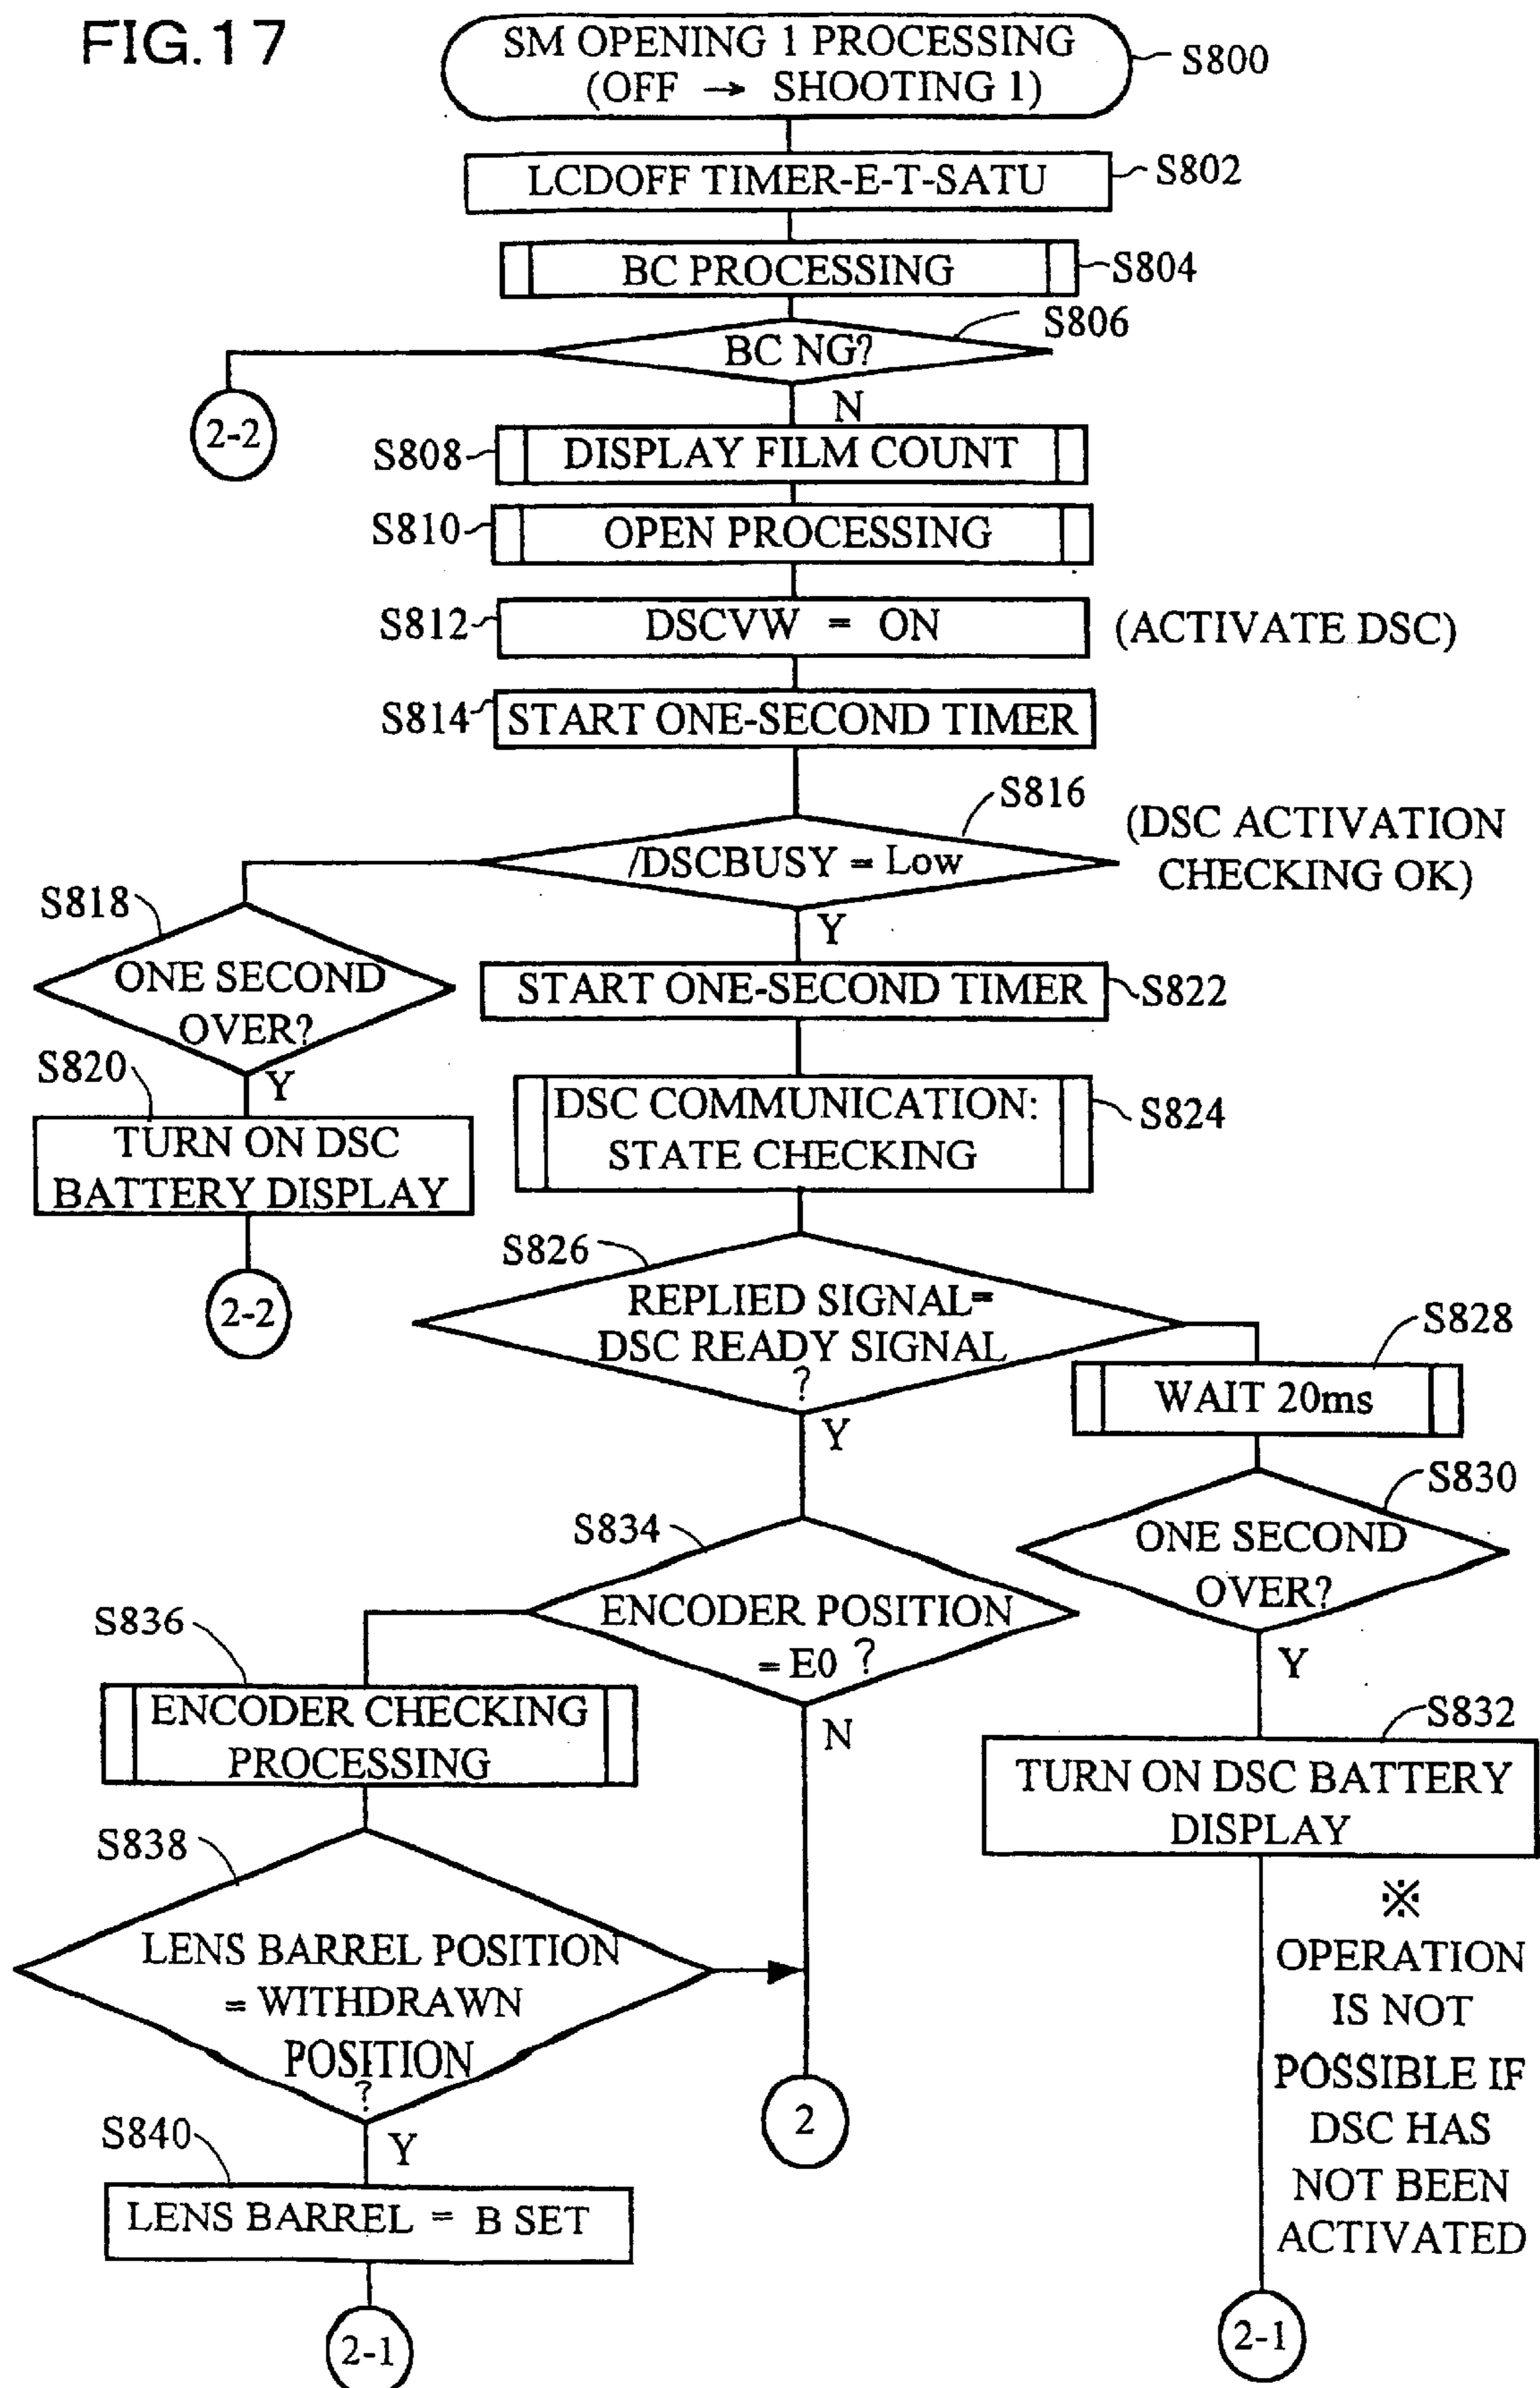 FIG.17
SM OPENING 1 PROCESSING
(OFF → SHOOTING 1)
S800
LCDOFF TIMER-E-T-SATU
S802
BC PROCESSING
S804
S806
BC NG?
2-2
N
S808
DISPLAY FILM COUNT
S810
OPEN PROCESSING
S812
DSCVW = ON
(ACTIVATE DSC)
S814
START ONE-SECOND TIMER
S816
/DSCBUSY = Low
(DSC ACTIVATION
CHECKING OK)
S818
ONE SECOND
OVER?
Y
Y
START ONE-SECOND TIMER
S822
S820
TURN ON DSC
BATTERY DISPLAY
2-2
DSC COMMUNICATION:
STATE CHECKING
S824
S826
REPLIED SIGNAL=
DSC READY SIGNAL
?
Y
S828
WAIT 20ms
S830
ONE SECOND
OVER?
Y
S832
TURN ON DSC BATTERY
DISPLAY
※
OPERATION
IS NOT
POSSIBLE IF
DSC HAS
NOT BEEN
ACTIVATED
2-1
S834
ENCODER POSITION
= E0 ?
N
S836
ENCODER CHECKING
PROCESSING
S838
LENS BARREL POSITION
= WITHDRAWN
POSITION
?
Y
2
S840
LENS BARREL = B SET
2-1